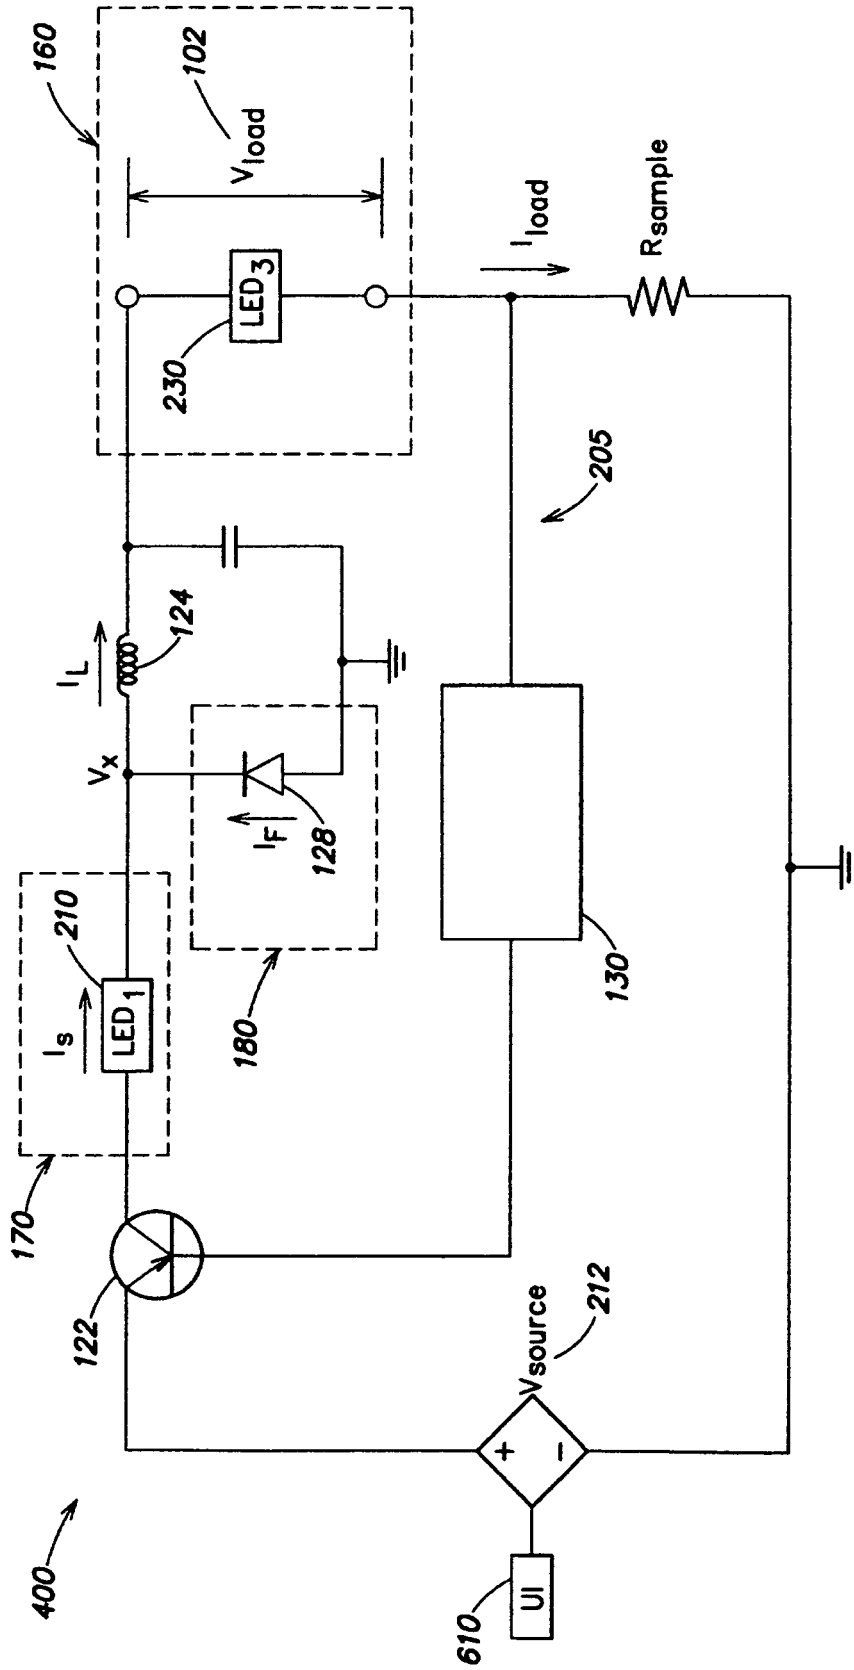 160
102
Vload
LED3
230
Iload
Rsample
205
IL
124
Vx
IF
128
180
130
210
Is
LED1
170
122
Vsource
212
+
−
400
610
UI